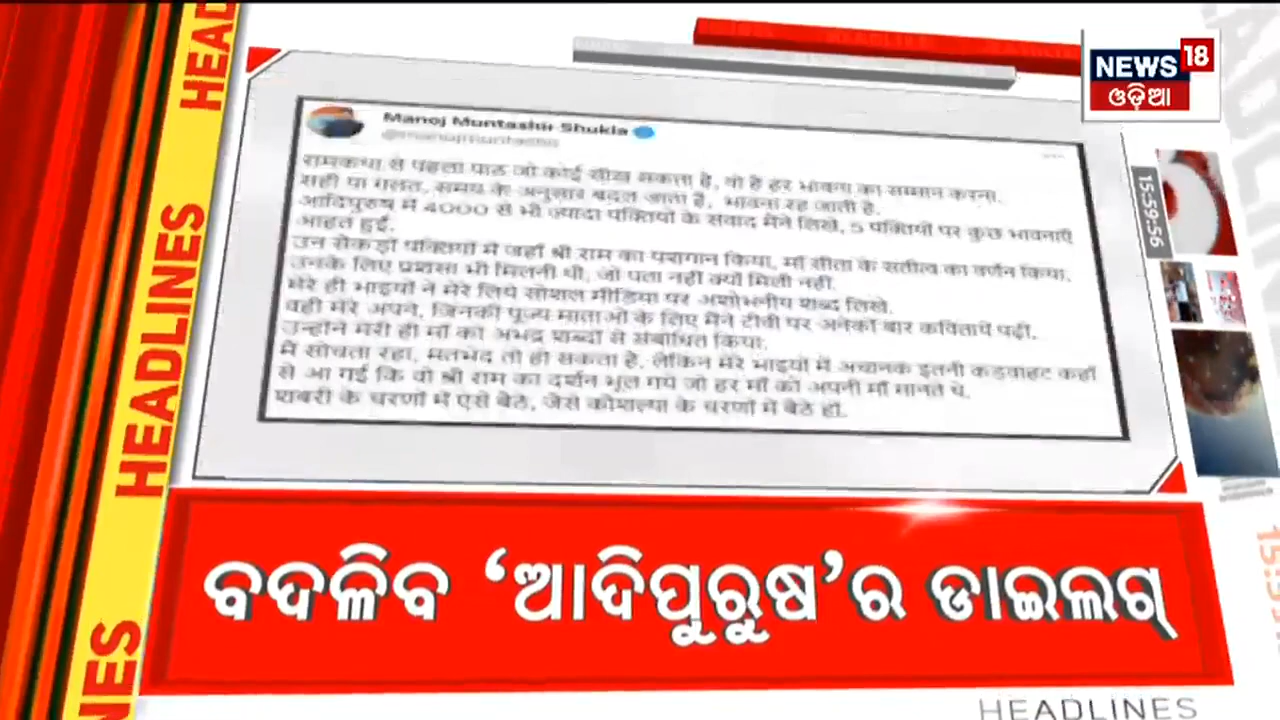 HEADLINES
NEWS 18
ଓଡ଼ିଆ
15:59:56
Manoj Muntashir Shukla
रामकथा से पहला पाठ जो कोई सीख सकता है, वो है हर भावना का सम्मान करना.
सही या गलत, समय के अनुसार बदल जाता है, भावना रह जाती है.
आदिपुरुष में 4000 से भी ज़्यादा पंक्तियों के संवाद मैंने लिखे, 5 पंक्तियों पर कुछ भावनाएँ
आहत हुईं.
उन सैकड़ों पंक्तियों में जहाँ श्री राम का यशगान किया, माँ सीता के सतीत्व का वर्णन किया,
उनके लिए प्रशंसा भी मिलनी थी, जो पता नहीं क्यों मिली नहीं.
मेरे ही भाइयों ने मेरे लिये सोशल मीडिया पर अशोभनीय शब्द लिखे.
वही मेरे अपने, जिनकी पूज्य माताओं के लिए मैंने टीवी पर अनेकों बार कवितायें पढ़ीं,
उन्होंने मेरी ही माँ को अभद्र शब्दों से संबोधित किया.
मैं सोचता रहा, मतभेद तो हो सकता है, लेकिन मेरे भाइयों में अचानक इतनी कड़वाहट कहाँ
से आ गई कि वो श्री राम का दर्शन भूल गये जो हर माँ को अपनी माँ मानते थे.
शबरी के चरणों में ऐसे बैठे, जैसे कौशल्या के चरणों में बैठे हों.
ବଦଳିବ ‘ଆଦିପୁରୁଷ’ର ଡାଇଲଗ୍
HEADLINES